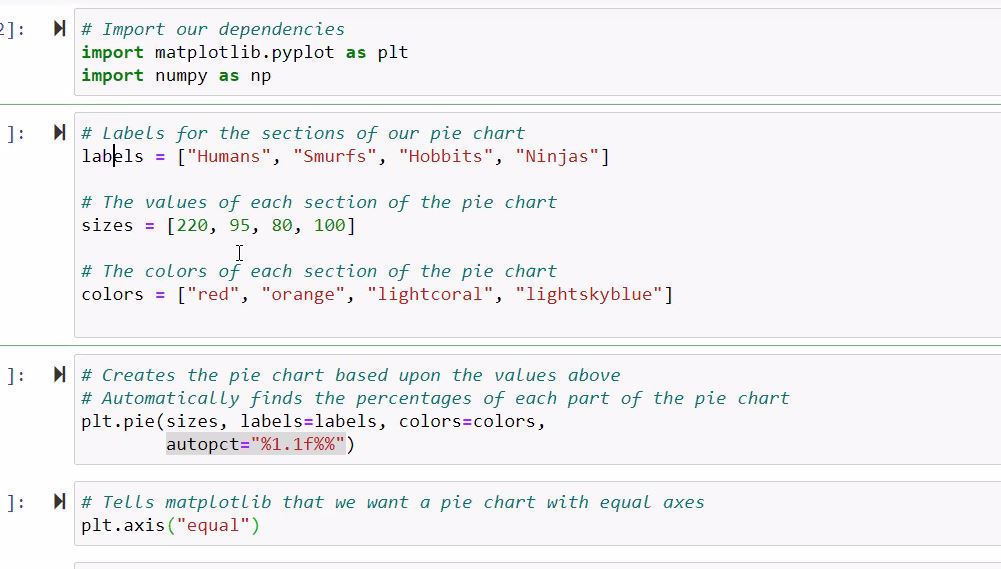 2]: # Import our dependencies
import matplotlib.pyplot as plt
import numpy as np
]: # Labels for the sections of our pie chart
labels = ["Humans", "Smurfs", "Hobbits", "Ninjas"]
# The values of each section of the pie chart
sizes = [220, 95, 80, 100]
# The colors of each section of the pie chart
colors = ["red", "orange", "lightcoral", "lightskyblue"]
]: # Creates the pie chart based upon the values above
# Automatically finds the percentages of each part of the pie chart
plt.pie(sizes, labels=labels, colors=colors,
autopct="%1.1f%%")
]: # Tells matplotlib that we want a pie chart with equal axes
plt.axis("equal")